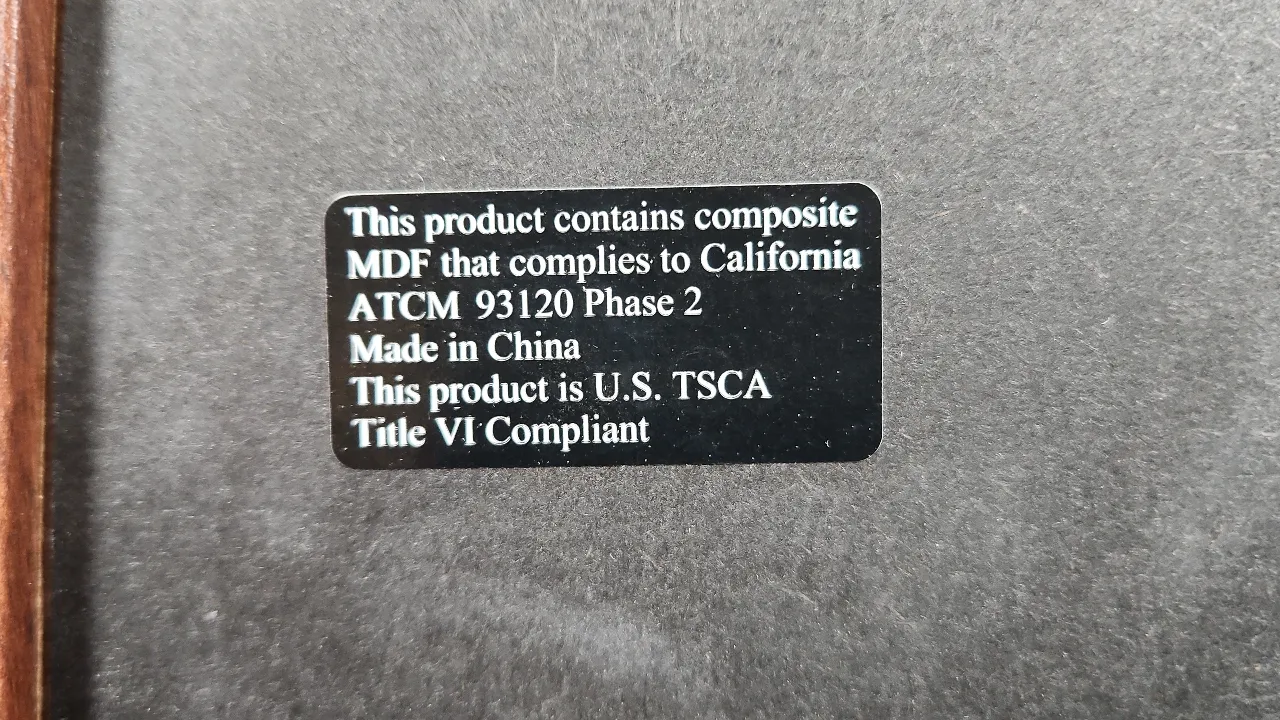 This product contains composite
MDF that complies to California
ATCM 93120 Phase 2
Made in China
This product is U.S. TSCA
Title VI Compliant